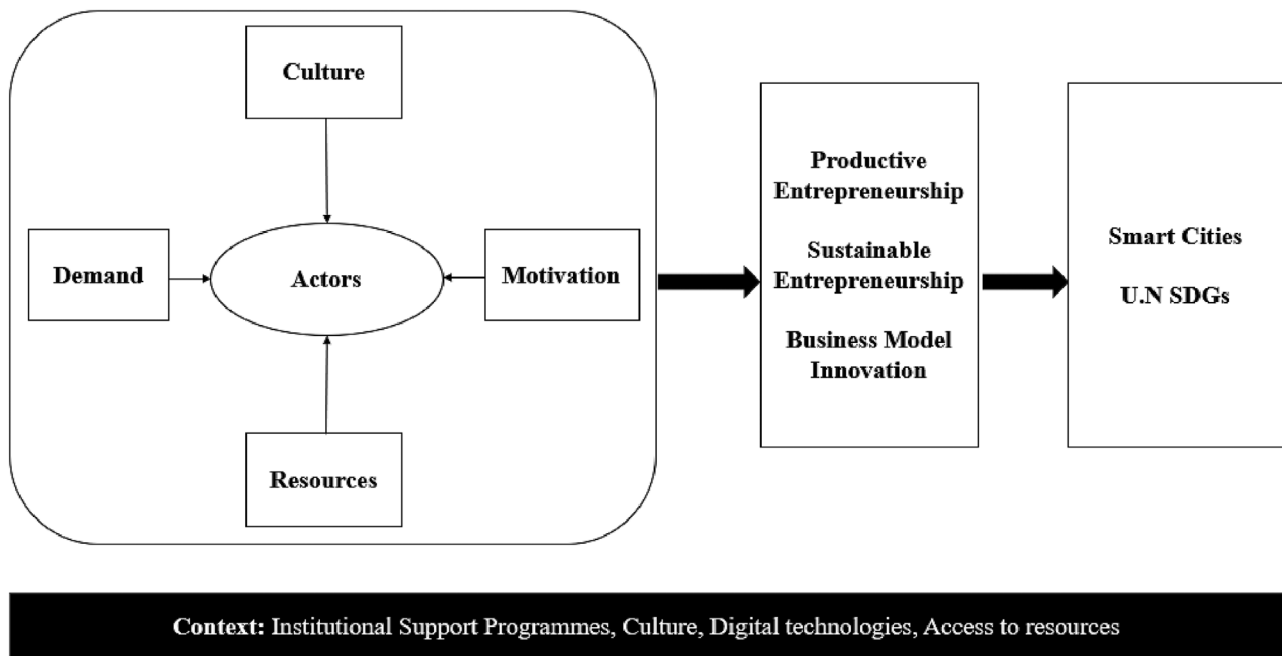 Culture
Demand
Actors
Motivation
Resources
Productive
Entrepreneurship
Sustainable
Entrepreneurship
Business Model
Innovation
Smart Cities
U.N SDGs
Context: Institutional Support Programmes, Culture, Digital technologies, Access to resources